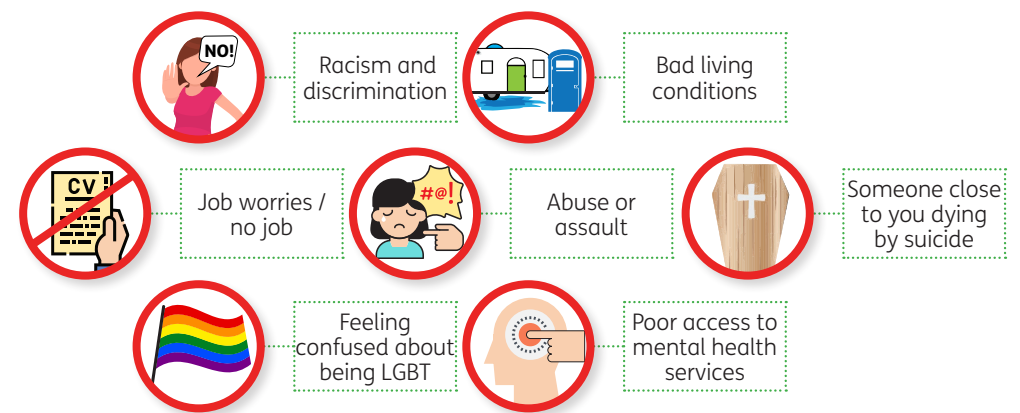 NO!
Racism and
discrimination
Bad living
conditions
CV
Job worries /
no job
#@!
Abuse or
assault
Someone close
to you dying
by suicide
Feeling
confused about
being LGBT
Poor access to
mental health
services